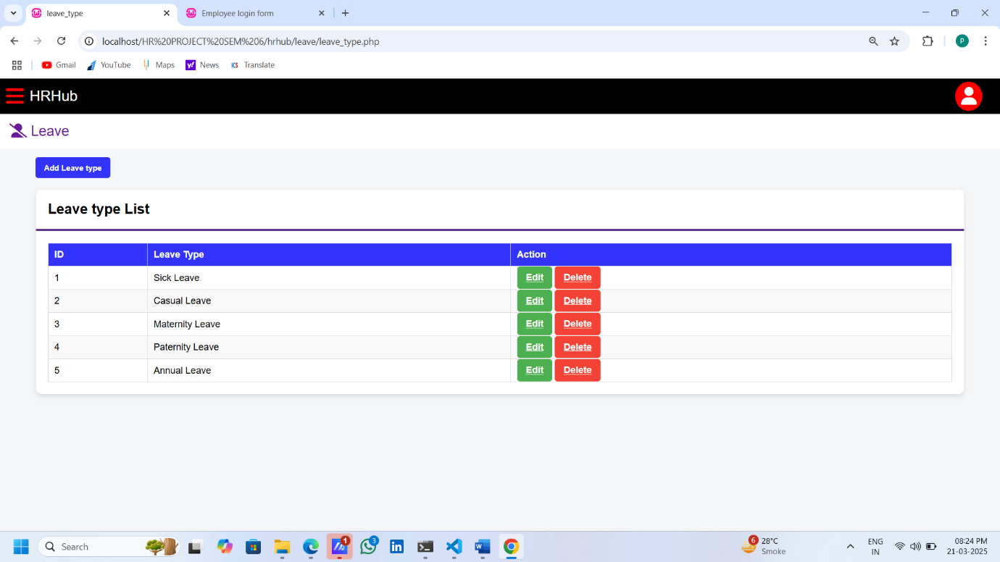 leave_type
Employee login form
localhost/HR%20PROJECT%20SEM%206/hrhub/leave/leave_type.php
P
Gmail
YouTube
y!
Maps
News
ICS
Translate
HRHub
Leave
Add Leave type
Leave type List
ID Leave Type Action
1 Sick Leave Edit Delete
2 Casual Leave Edit Delete
3 Maternity Leave Edit Delete
4 Paternity Leave Edit Delete
5 Annual Leave Edit Delete
Search
1
3
in
W
6
28°C
Smoke
ENG
IN
08:24 PM
21-03-2025